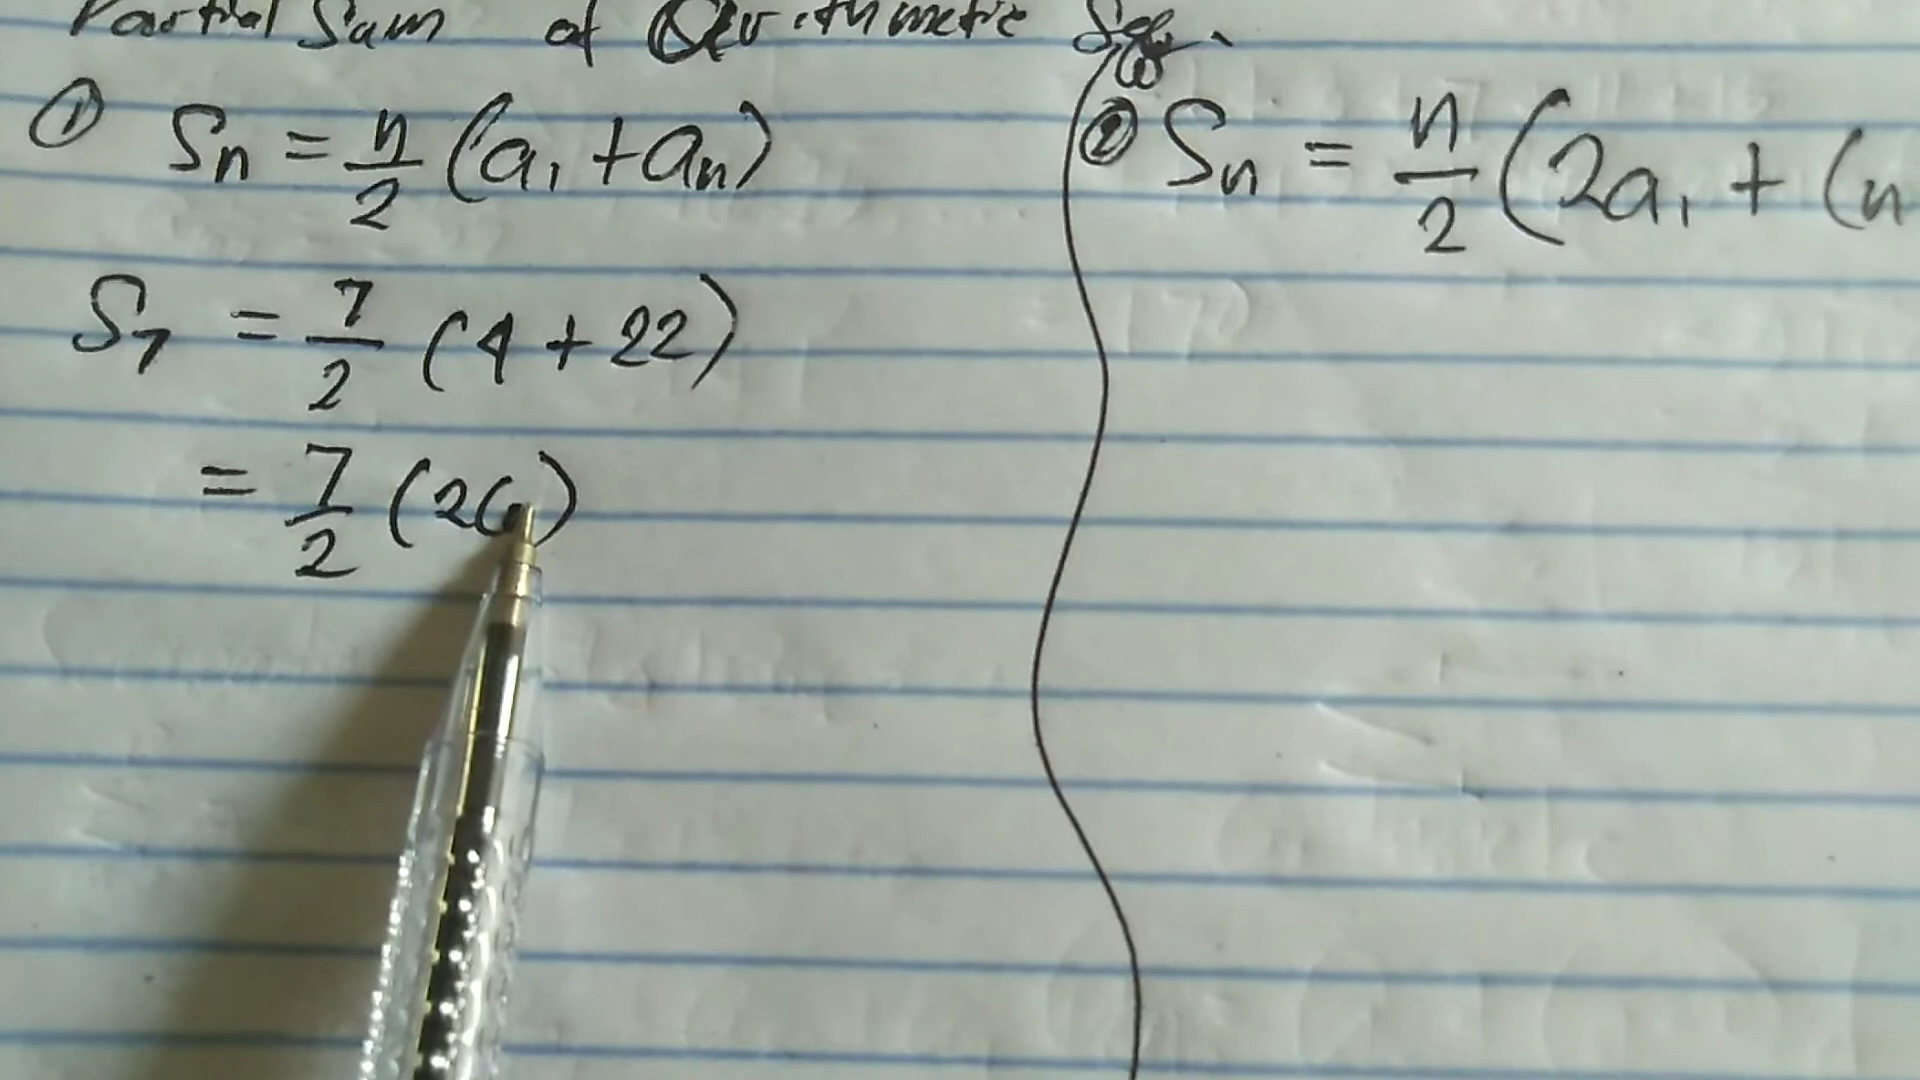 Partial Sum of Arithmetic Seq.
① Sn = n/2 (a₁ + an)
S₇ = 7/2 (4 + 22)
= 7/2 (26)
② Sn = n/2 (2a₁ + (n